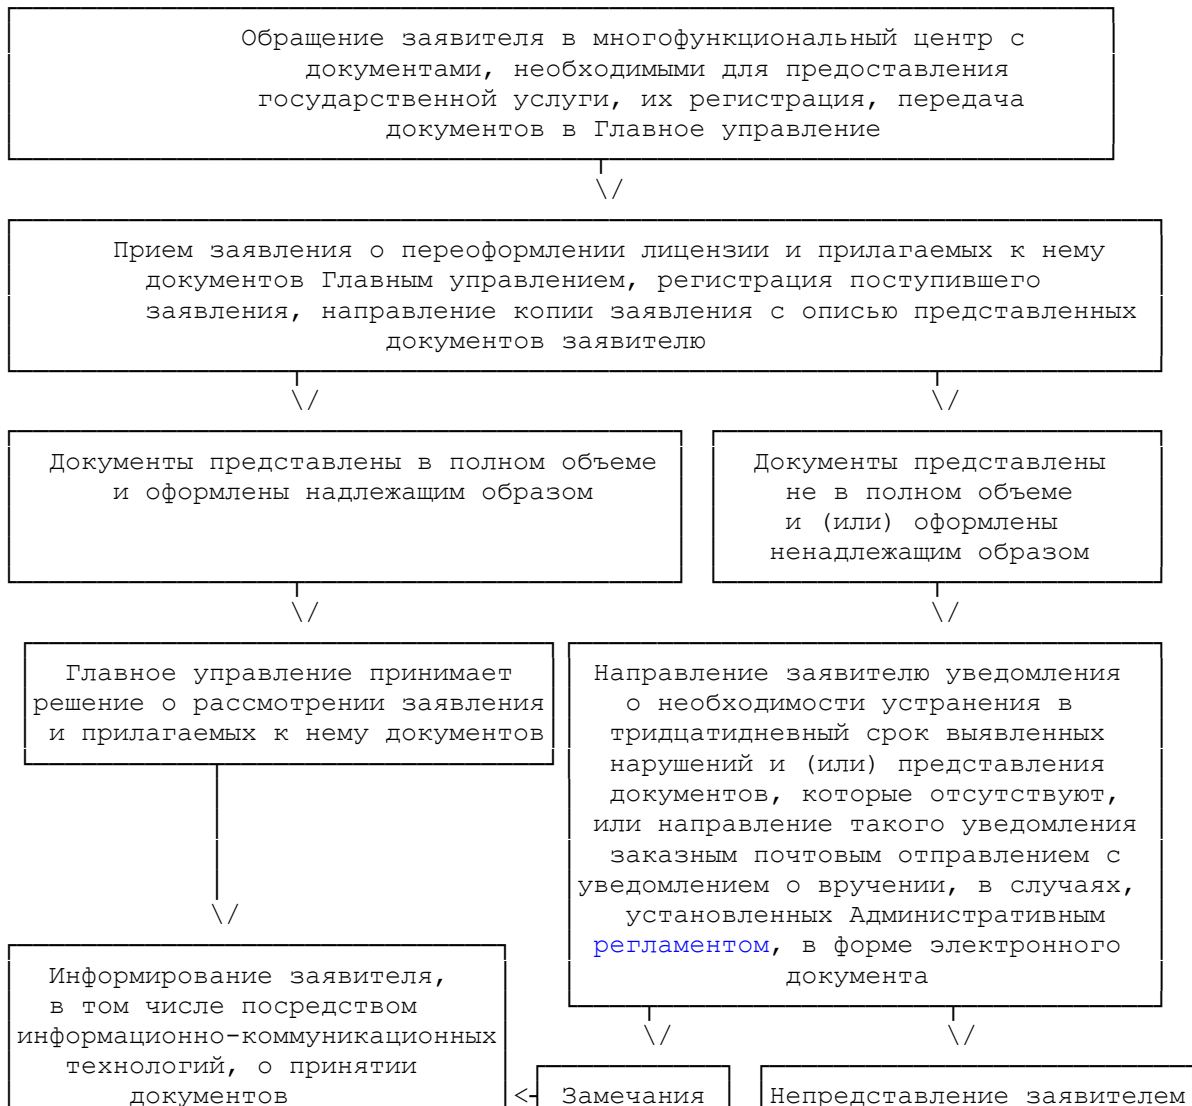 Обращение заявителя в многофункциональный центр с
документами, необходимыми для предоставления
государственной услуги, их регистрация, передача
документов в Главное управление
\/
Прием заявления о переоформлении лицензии и прилагаемых к нему
документов Главным управлением, регистрация поступившего
заявления, направление копии заявления с описью представленных
документов заявителю
\/ \/
Документы представлены в полном объеме
и оформлены надлежащим образом
Документы представлены
не в полном объеме
и (или) оформлены
ненадлежащим образом
\/ \/
Главное управление принимает
решение о рассмотрении заявления
и прилагаемых к нему документов
\/
Направление заявителю уведомления
о необходимости устранения в
тридцатидневный срок выявленных
нарушений и (или) представления
документов, которые отсутствуют,
или направление такого уведомления
заказным почтовым отправлением с
уведомлением о вручении, в случаях,
установленных Административным
регламентом, в форме электронного
документа
\/ \/
Информирование заявителя,
в том числе посредством
информационно-коммуникационных
технологий, о принятии
документов
<
Замечания
Непредставление заявителем